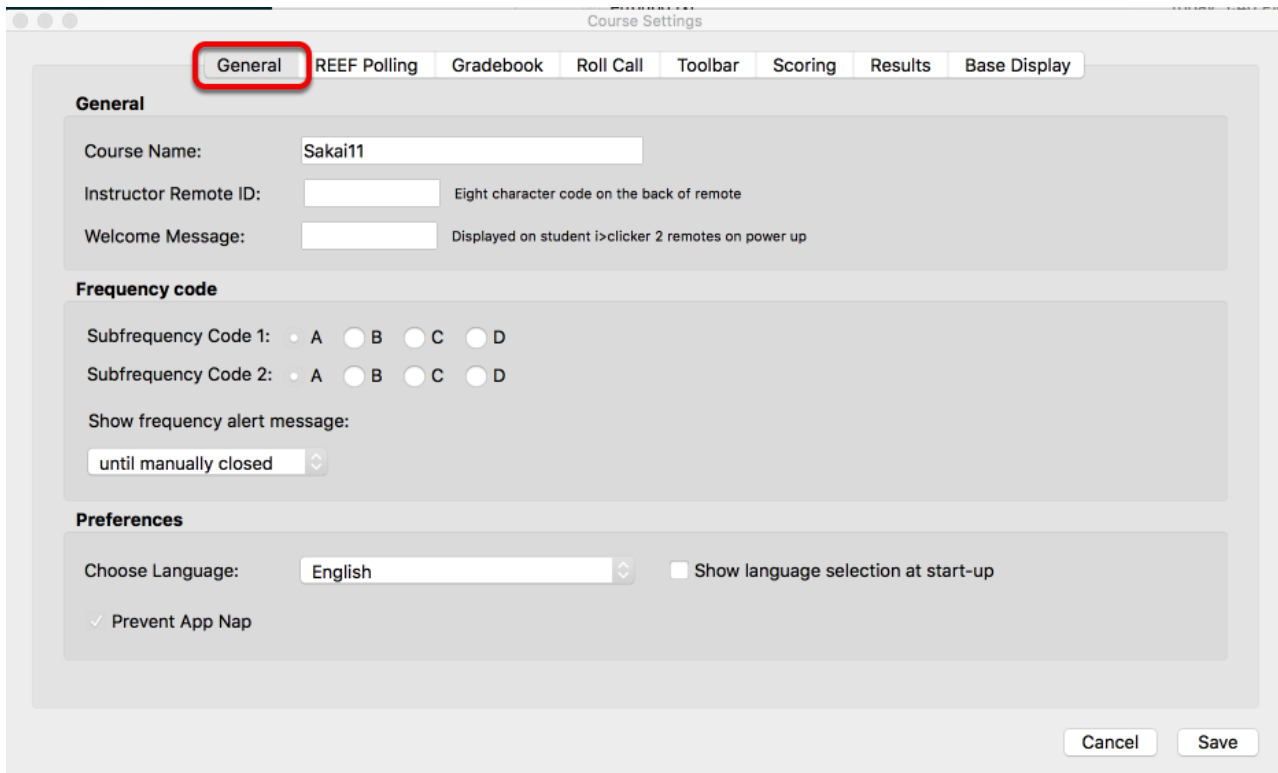 Course Settings
General REEF Polling Gradebook Roll Call Toolbar Scoring Results Base Display
General
Course Name: Sakai11
Instructor Remote ID: Eight character code on the back of remote
Welcome Message: Displayed on student i>clicker 2 remotes on power up
Frequency code
Subfrequency Code 1: A B C D
Subfrequency Code 2: A B C D
Show frequency alert message:
until manually closed
Preferences
Choose Language: English Show language selection at start-up
Prevent App Nap
Cancel Save